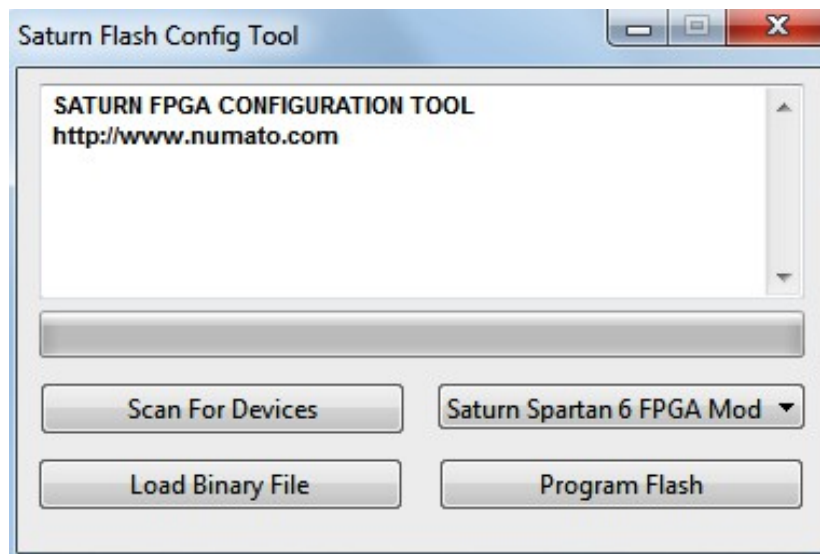 Saturn Flash Config Tool
SATURN FPGA CONFIGURATION TOOL
http://www.numato.com
Scan For Devices
Saturn Spartan 6 FPGA Mod
Load Binary File
Program Flash